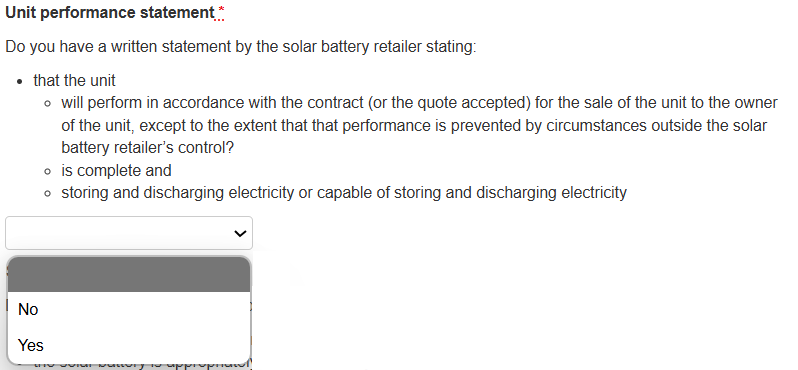 Unit performance statement.*
Do you have a written statement by the solar battery retailer stating:
• that the unit
o will perform in accordance with the contract (or the quote accepted) for the sale of the unit to the owner
of the unit, except to the extent that that performance is prevented by circumstances outside the solar
battery retailer’s control?
o is complete and
o storing and discharging electricity or capable of storing and discharging electricity
No
Yes